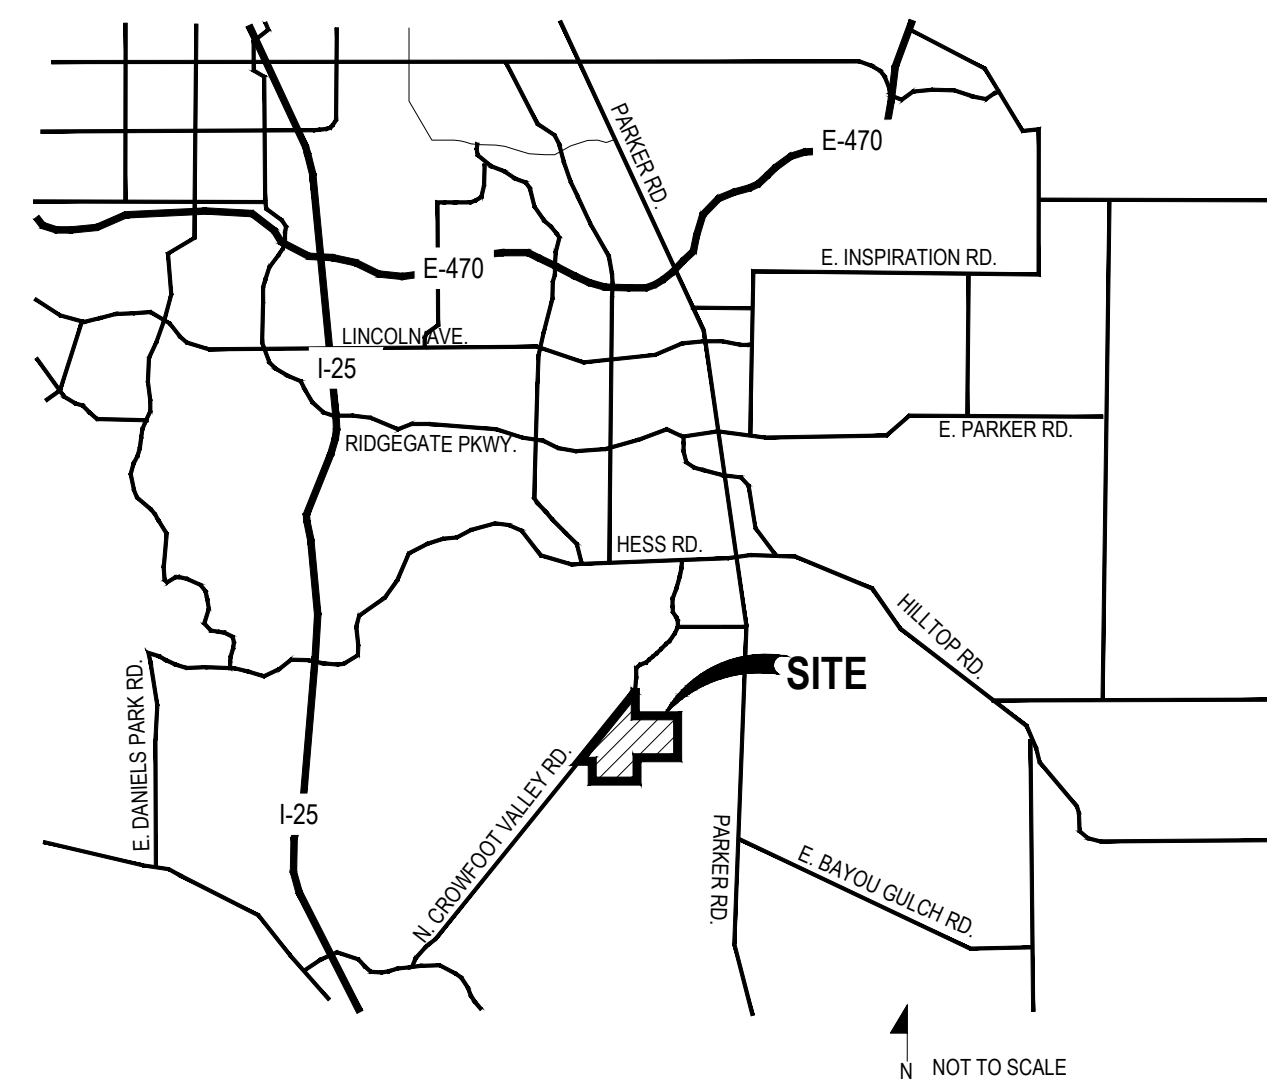 PARKER RD.
E-470
E. INSPIRATION RD.
E-470
LINCOLN AVE.
I-25
E. PARKER RD.
RIDGEGATE PKWY.
HESS RD.
HILLTOP RD.
SITE
E. DANIELS PARK RD.
N. CROWFOOT VALLEY RD.
I-25
PARKER RD.
E. BAYOU GULCH RD.
N
NOT TO SCALE